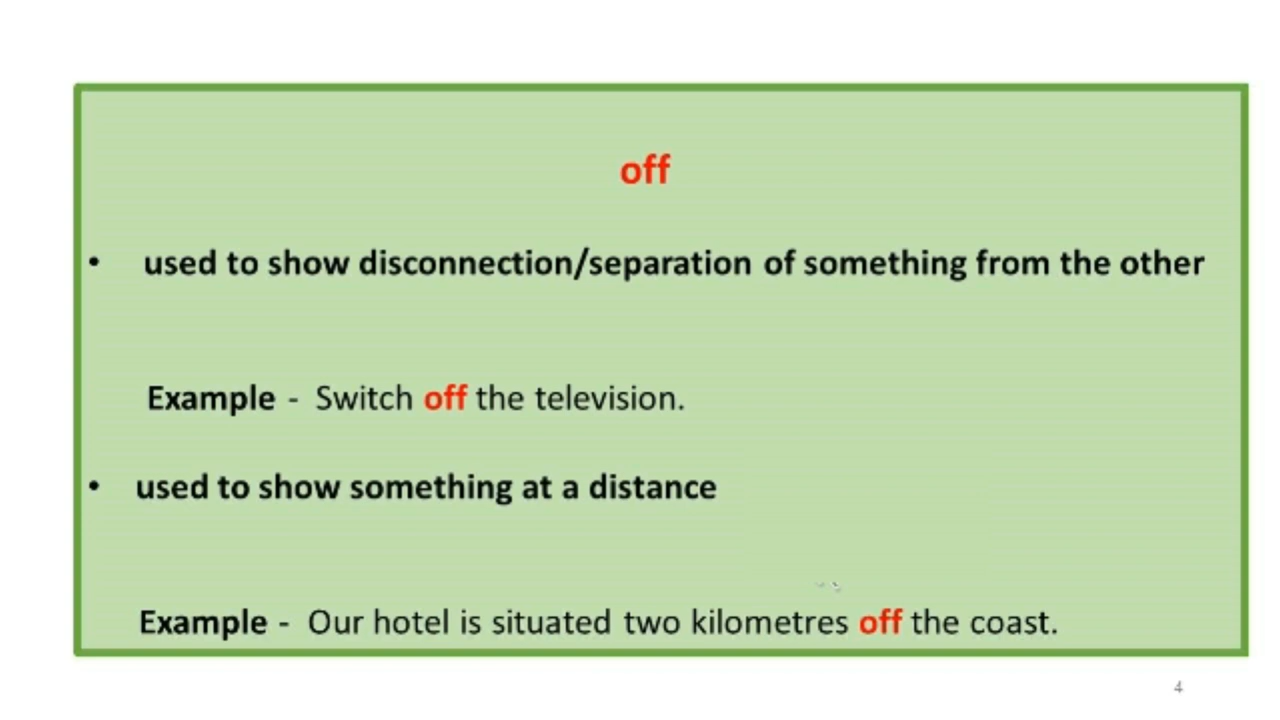 off
• used to show disconnection/separation of something from the other
Example - Switch off the television.
• used to show something at a distance
Example - Our hotel is situated two kilometres off the coast.
4